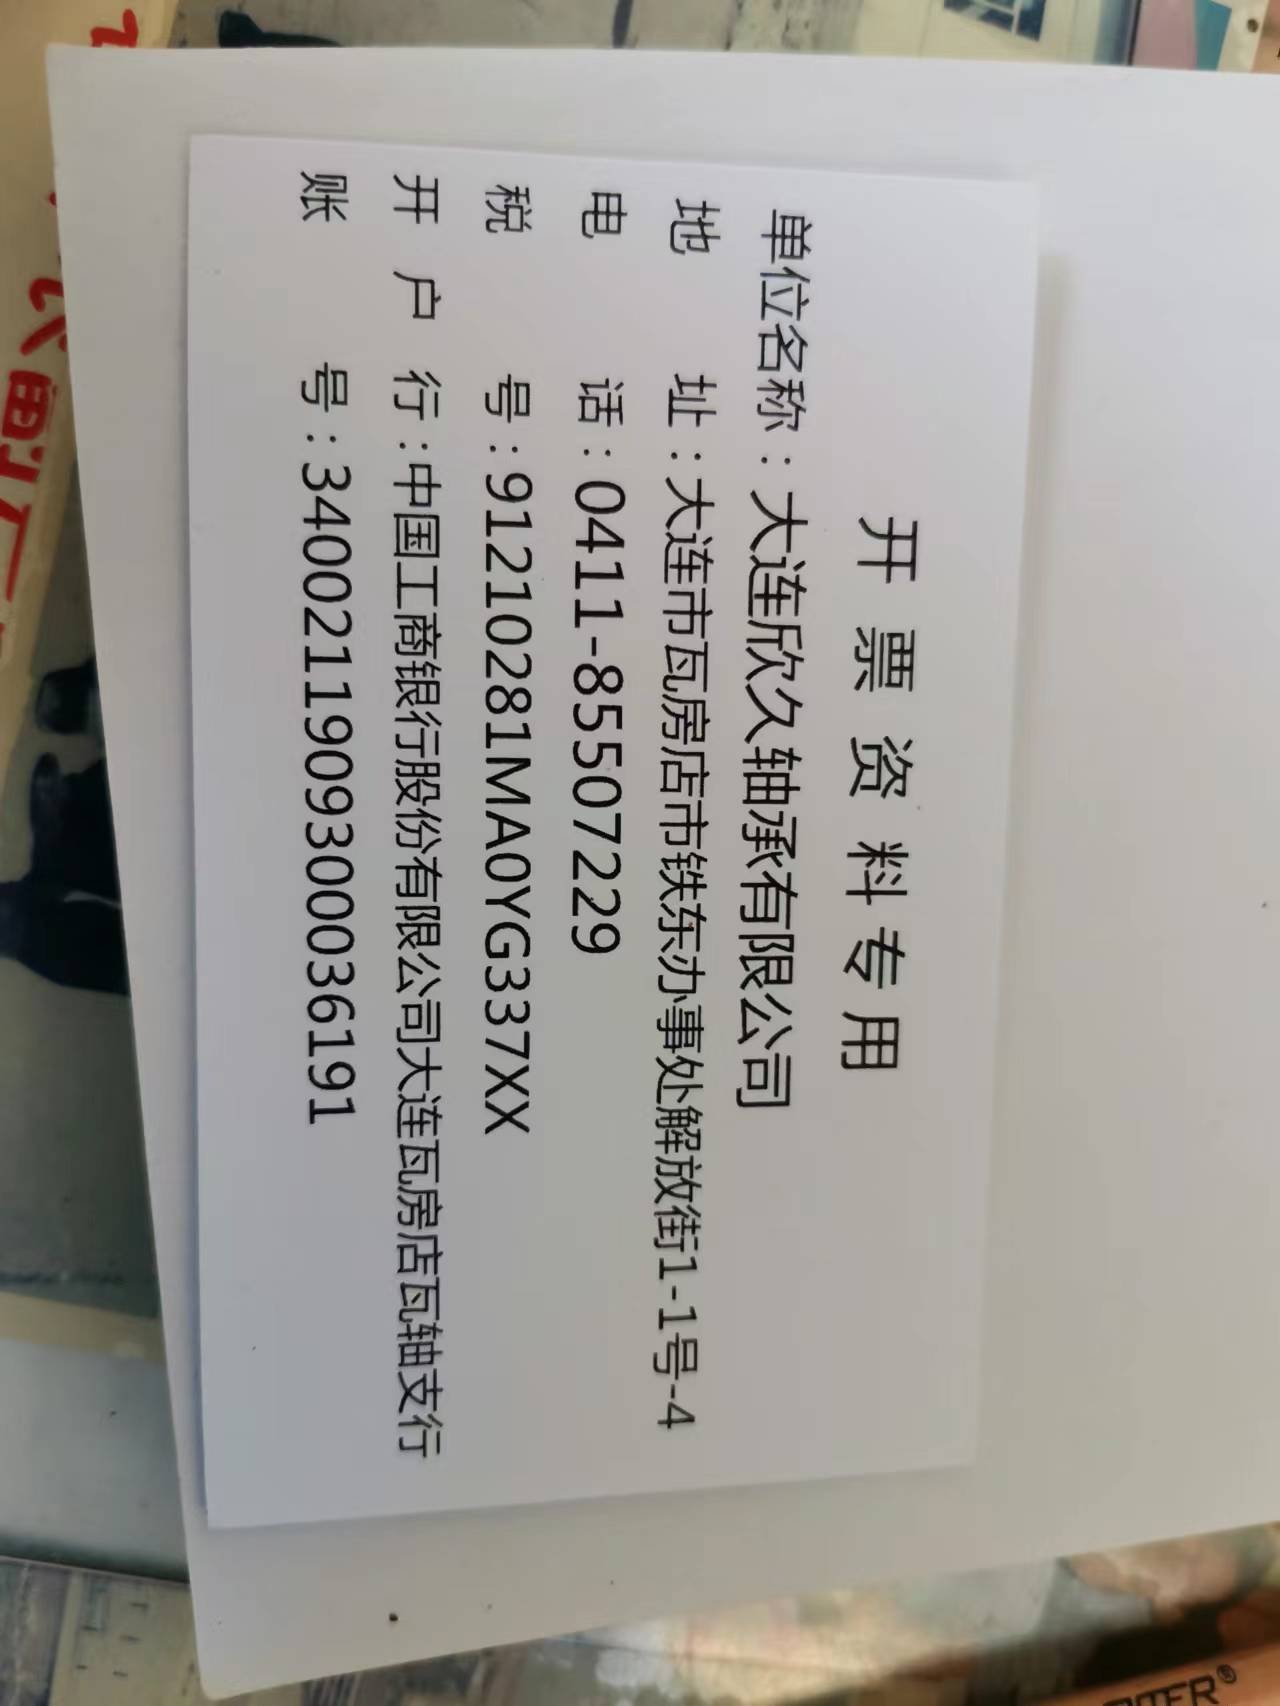 开票资料专用
单位名称：大连欣久轴承有限公司
地址：大连市瓦房店市铁东办事处解放街1-1号-4
电话：0411-85507229
税号：91210281MA0YG337XX
开户行：中国工商银行股份有限公司大连瓦房店瓦轴支行
账号：3400211909300036191